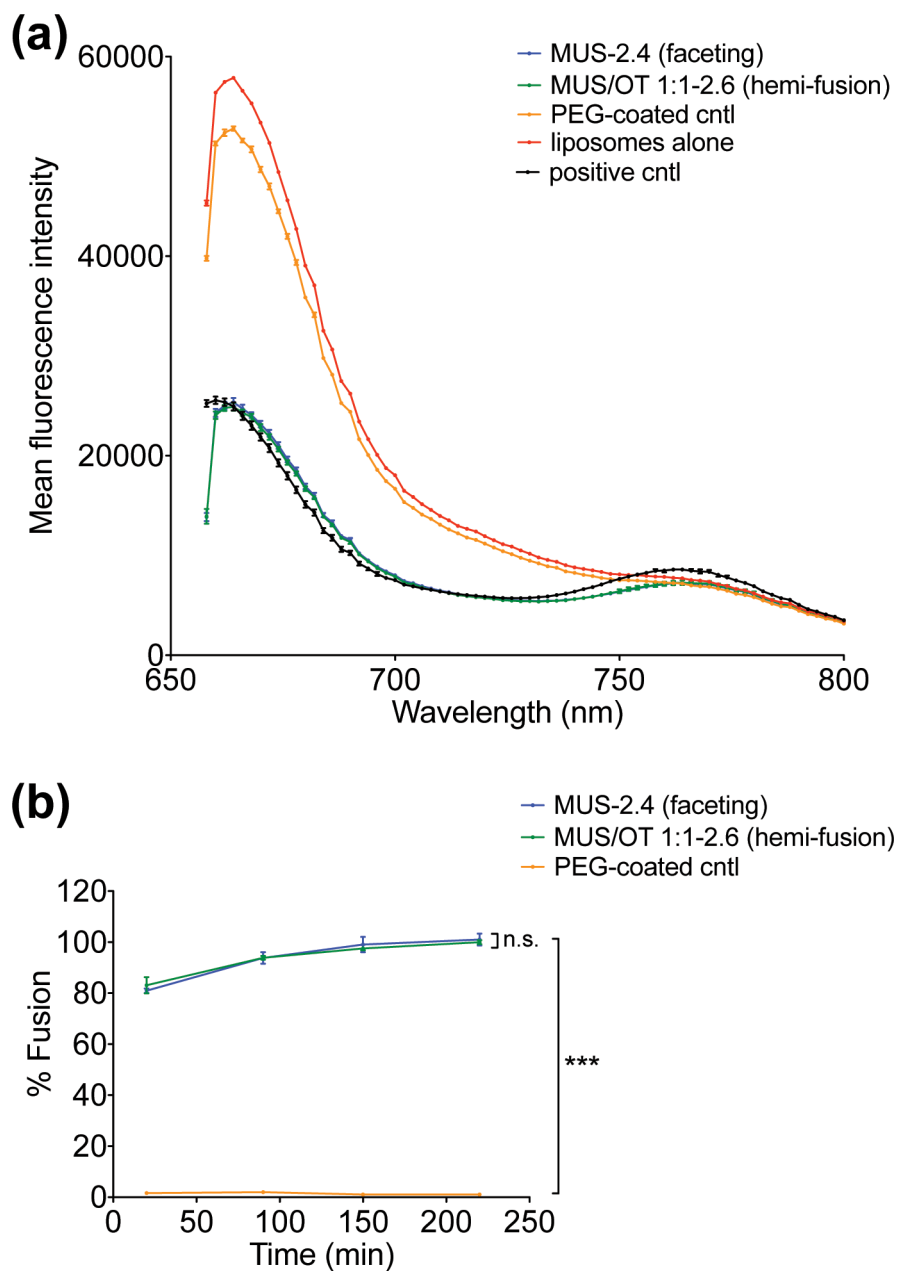 (a)
60000
40000
20000
0
Mean fluorescence intensity
MUS-2.4 (faceting)
MUS/OT 1:1-2.6 (hemi-fusion)
PEG-coated cntl
liposomes alone
positive cntl
650 700 750 800
Wavelength (nm)
(b)
MUS-2.4 (faceting)
MUS/OT 1:1-2.6 (hemi-fusion)
PEG-coated cntl
120
100
80
60
40
20
0
% Fusion
n.s.
***
0 50 100 150 200 250
Time (min)